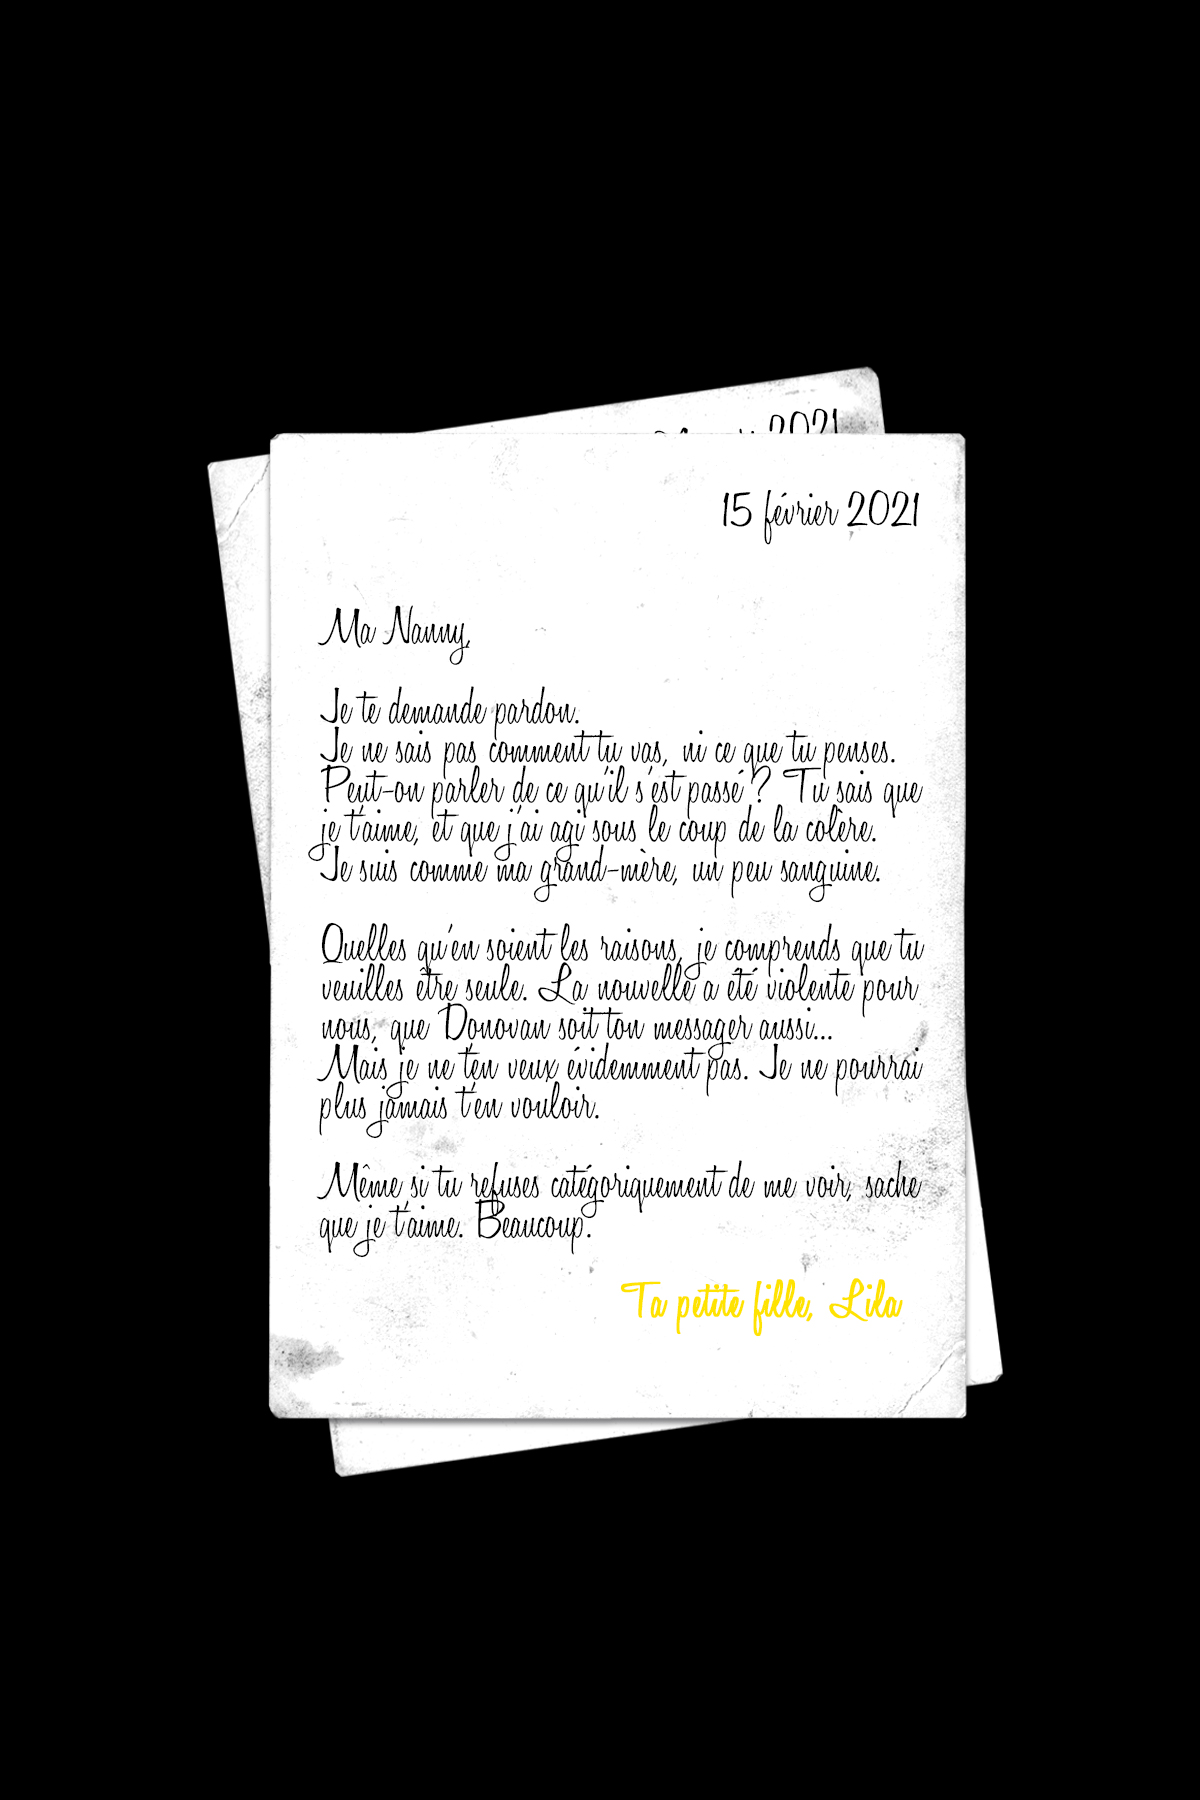 2021
15 février 2021
Ma Nanny,
Je te demande pardon.
Je ne sais pas comment tu vas, ni ce que tu penses.
Peut-on parler de ce qu'il s'est passé ? Tu sais que
je t'aime, et que j'ai agi sous le coup de la colère.
Je suis comme ma grand-mère, un peu sanguine.
Quelles qu'en soient les raisons, je comprends que tu
veuilles être seule. La nouvelle a été violente pour
nous, que Donovan soit ton messager aussi...
Mais je ne t'en veux évidemment pas. Je ne pourrai
plus jamais t'en vouloir.
Même si tu refuses catégoriquement de me voir, sache
que je t'aime. Beaucoup.
Ta petite fille, Lila